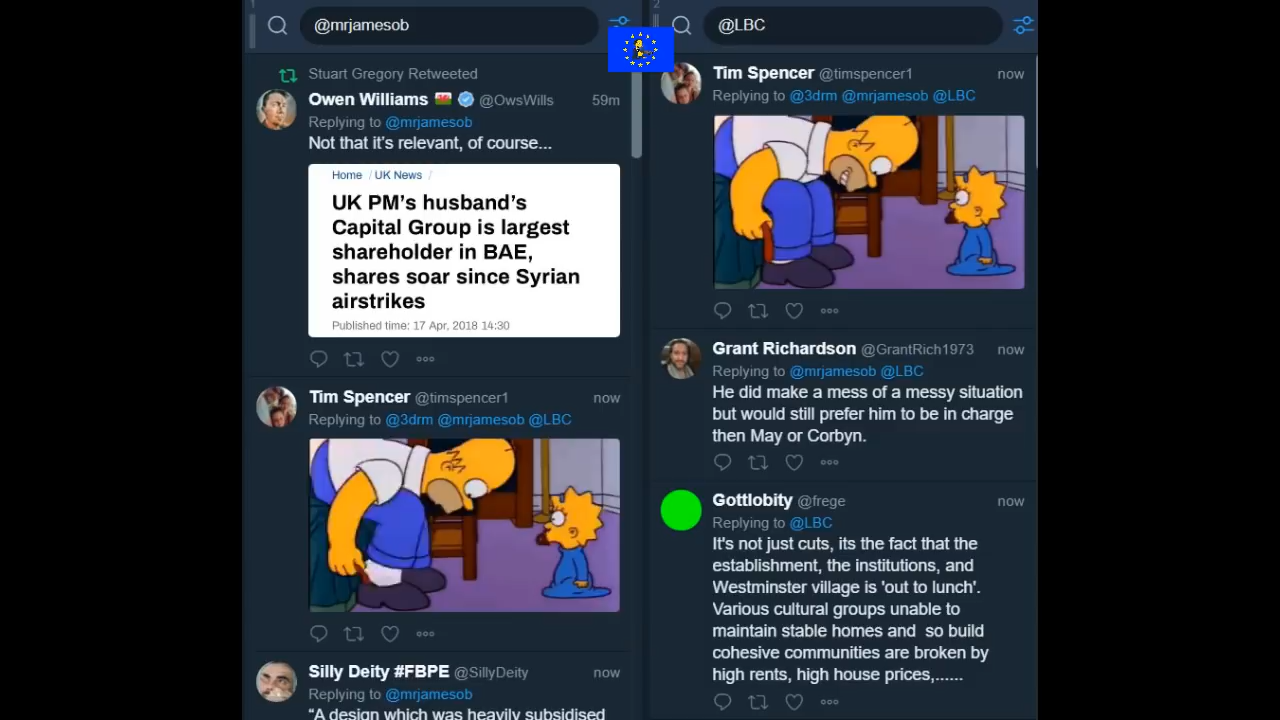 1
@mrjamesob
Stuart Gregory Retweeted
Owen Williams @OwsWills 59m
Replying to @mrjamesob
Not that it's relevant, of course...
Home / UK News /
UK PM's husband's
Capital Group is largest
shareholder in BAE,
shares soar since Syrian
airstrikes
Published time: 17 Apr, 2018 14:30
Tim Spencer @timspencer1 now
Replying to @3drm @mrjamesob @LBC
Silly Deity #FBPE @SillyDeity now
Replying to @mrjamesob
“A design which was heavily subsidised
2
@LBC
Tim Spencer @timspencer1 now
Replying to @3drm @mrjamesob @LBC
Grant Richardson @GrantRich1973 now
Replying to @mrjamesob @LBC
He did make a mess of a messy situation
but would still prefer him to be in charge
then May or Corbyn.
Gottlobity @frege now
Replying to @LBC
It's not just cuts, its the fact that the
establishment, the institutions, and
Westminster village is 'out to lunch'.
Various cultural groups unable to
maintain stable homes and  so build
cohesive communities are broken by
high rents, high house prices,......